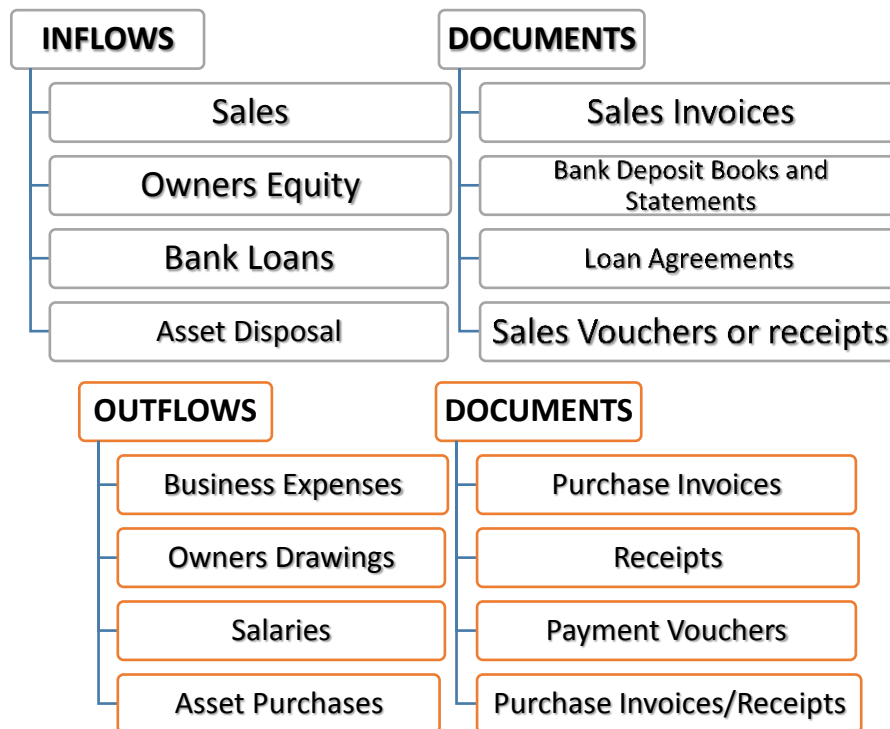 INFLOWS
Sales
Owners Equity
Bank Loans
Asset Disposal
DOCUMENTS
Sales Invoices
Bank Deposit Books and
Statements
Loan Agreements
Sales Vouchers or receipts
OUTFLOWS
Business Expenses
Owners Drawings
Salaries
Asset Purchases
DOCUMENTS
Purchase Invoices
Receipts
Payment Vouchers
Purchase Invoices/Receipts